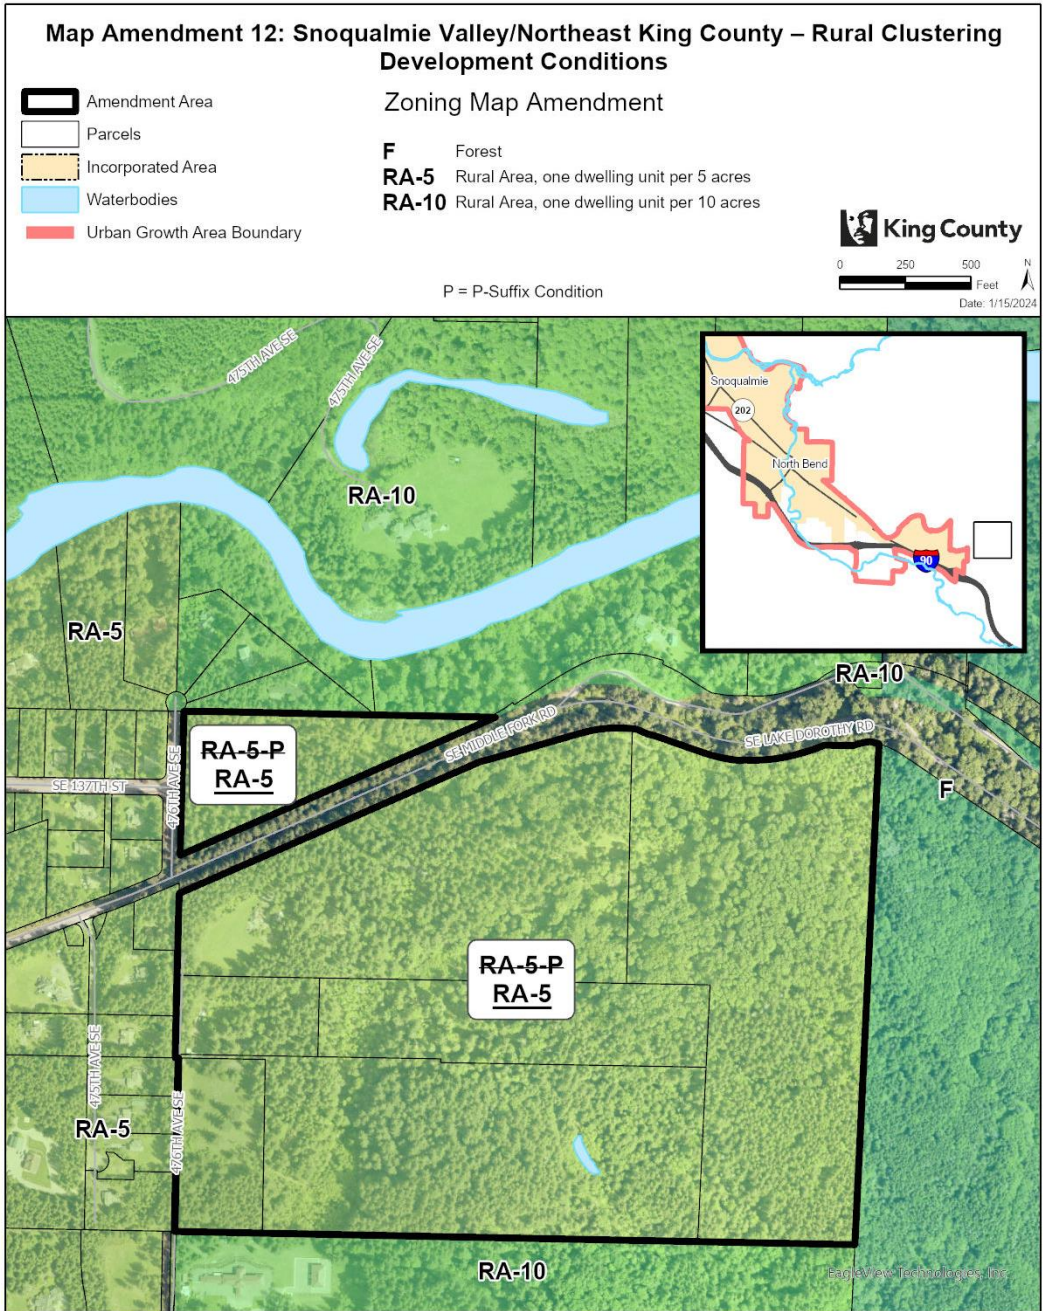 Map Amendment 12: Snoqualmie Valley/Northeast King County – Rural Clustering
Development Conditions
Amendment Area
Parcels
Incorporated Area
Waterbodies
Urban Growth Area Boundary
Zoning Map Amendment
F Forest
RA-5 Rural Area, one dwelling unit per 5 acres
RA-10 Rural Area, one dwelling unit per 10 acres
P = P-Suffix Condition
King County
0 250 500
Feet
N
Date: 1/15/2024
475TH AVE SE
475TH AVE SE
Snoqualmie
202
North Bend
90
RA-10
RA-5
RA-10
RA-5-P
RA-5
SE MIDDLE FORK RD
SE LAKE DOROTHY RD
476TH AVE SE
SE 137TH ST
F
RA-5-P
RA-5
475TH AVE SE
476TH AVE SE
RA-5
RA-10
EagleView Technologies, Inc.